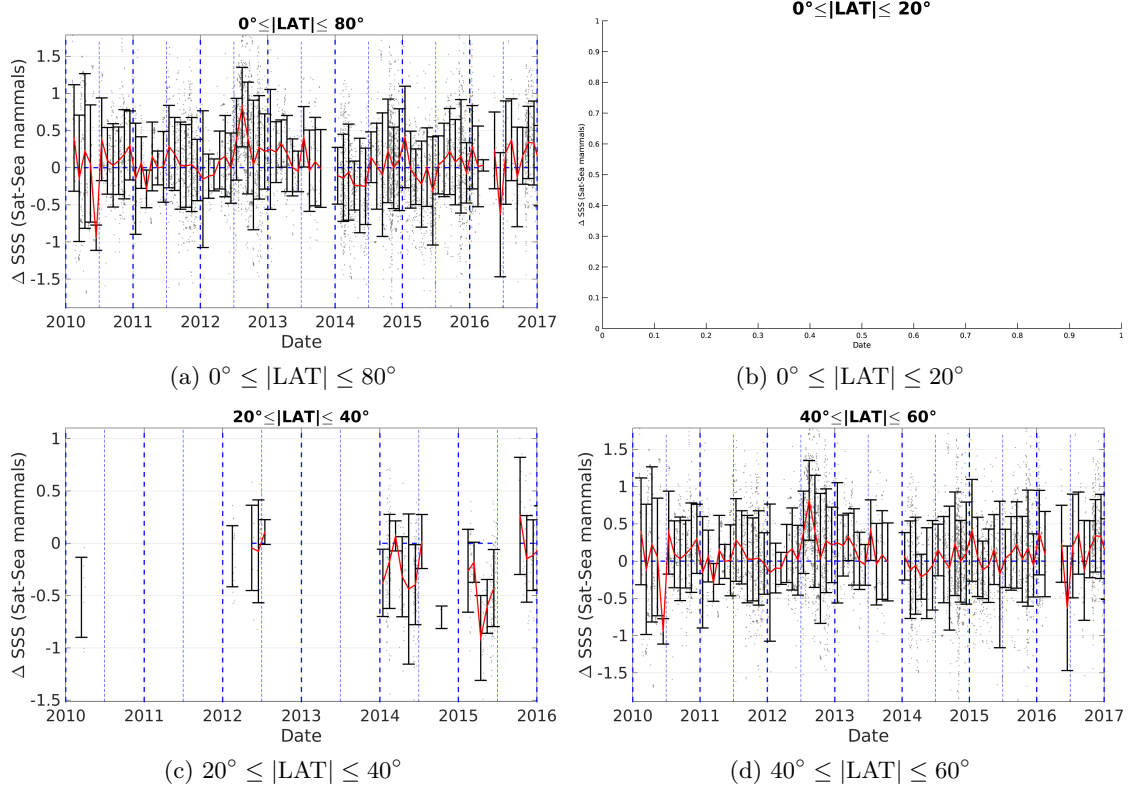 0°≤|LAT|≤ 80°
Δ SSS (Sat-Sea mammals)
1.5
1
0.5
0
-0.5
-1
-1.5
2010 2011 2012 2013 2014 2015 2016 2017
Date
(a) 0° ≤ |LAT| ≤ 80°
0°≤|LAT|≤ 20°
Δ SSS (Sat-Sea mammals)
1
0.9
0.8
0.7
0.6
0.5
0.4
0.3
0.2
0.1
0
0 0.1 0.2 0.3 0.4 0.5 0.6 0.7 0.8 0.9 1
Date
(b) 0° ≤ |LAT| ≤ 20°
20°≤|LAT|≤ 40°
Δ SSS (Sat-Sea mammals)
1
0.5
0
-0.5
-1
-1.5
2010 2011 2012 2013 2014 2015 2016
Date
(c) 20° ≤ |LAT| ≤ 40°
40°≤|LAT|≤ 60°
Δ SSS (Sat-Sea mammals)
1.5
1
0.5
0
-0.5
-1
-1.5
2010 2011 2012 2013 2014 2015 2016 2017
Date
(d) 40° ≤ |LAT| ≤ 60°